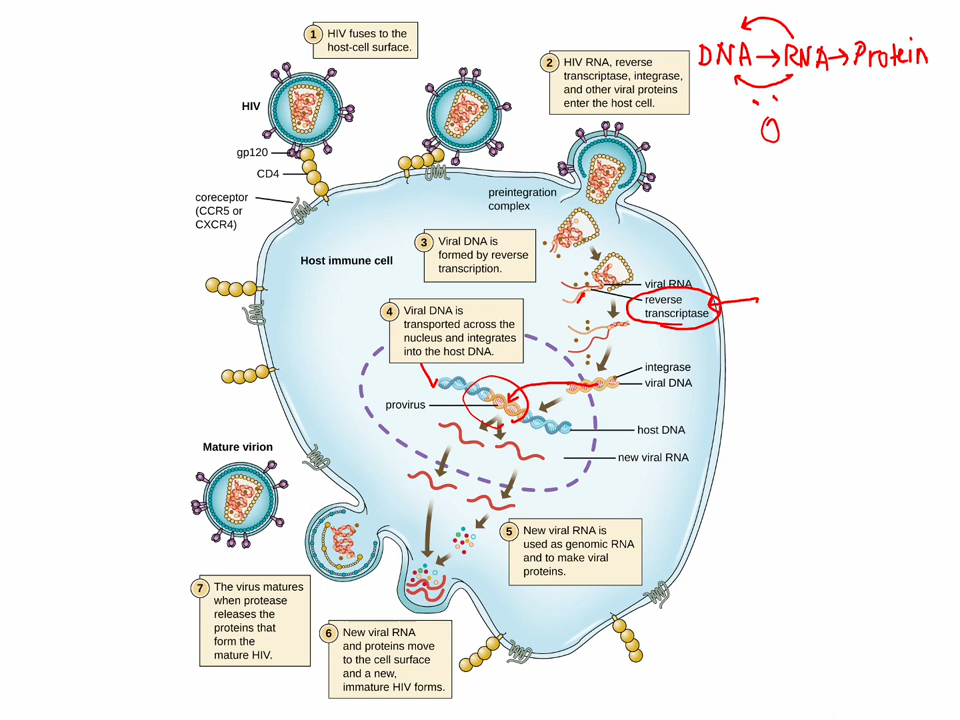 1 HIV fuses to the
host-cell surface.
DNA → RNA → Protein
2 HIV RNA, reverse
transcriptase, integrase,
and other viral proteins
enter the host cell.
HIV
gp120
CD4
coreceptor
(CCR5 or
CXCR4)
preintegration
complex
3 Viral DNA is
formed by reverse
transcription.
Host immune cell
viral RNA
reverse
transcriptase
4 Viral DNA is
transported across the
nucleus and integrates
into the host DNA.
integrase
viral DNA
provirus
host DNA
new viral RNA
Mature virion
5 New viral RNA is
used as genomic RNA
and to make viral
proteins.
7 The virus matures
when protease
releases the
proteins that
form the
mature HIV.
6 New viral RNA
and proteins move
to the cell surface
and a new,
immature HIV forms.